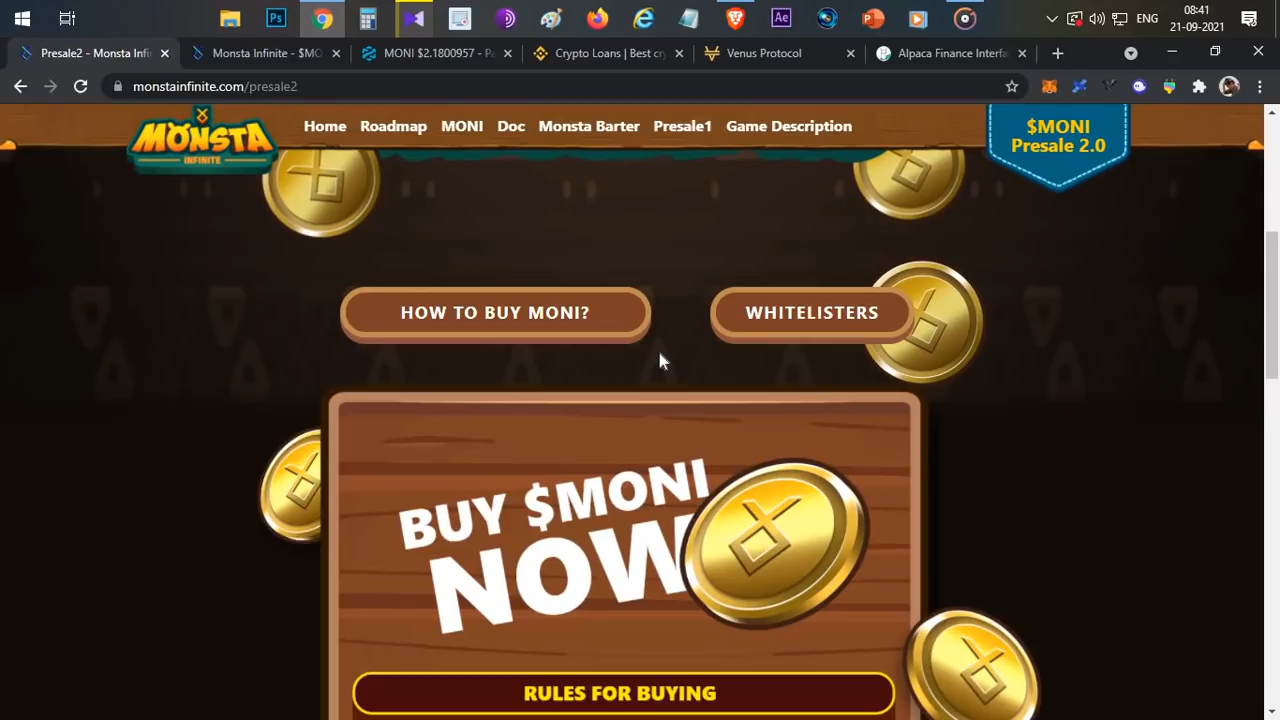 08:41
ENG
21-09-2021
Presale2 - Monsta Infi
Monsta Infinite - $MO
MONI $2.1800957 - P
Crypto Loans | Best cry
Venus Protocol
Alpaca Finance Interfa
monstainfinite.com/presale2
MONSTA
INFINITE
Home
Roadmap
MONI
Doc
Monsta Barter
Presale1
Game Description
$MONI
Presale 2.0
HOW TO BUY MONI?
WHITELISTERS
BUY $MONI
NOW
RULES FOR BUYING